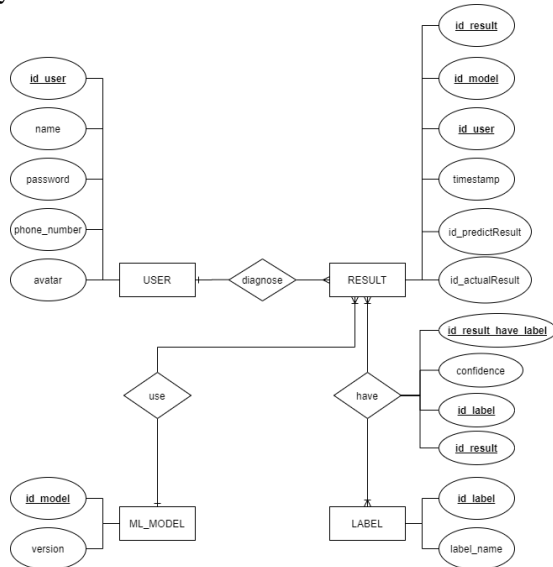 id_result
id_user
id_model
name
id_user
password
timestamp
phone_number
id_predictResult
avatar
USER
diagnose
RESULT
id_actualResult
id_result_have_label
confidence
use
have
id_label
id_result
id_model
ML_MODEL
LABEL
id_label
version
label_name